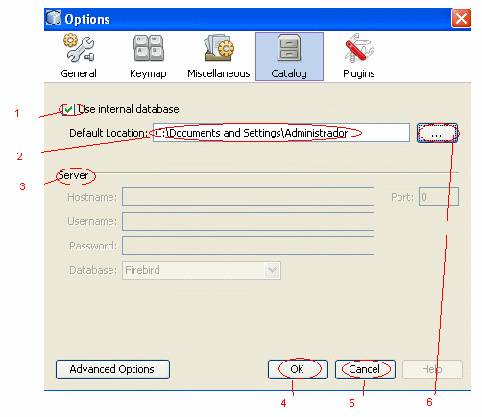 Options
General Keymap Miscellaneous Catalog Plugins
1 Use internal database
Default Location: C:\Documents and Settings\Administrador ...
2
3 Server
Hostname: Port: 0
Username:
Password:
Database: Firebird
Advanced Options OK Cancel Help
4 5 6